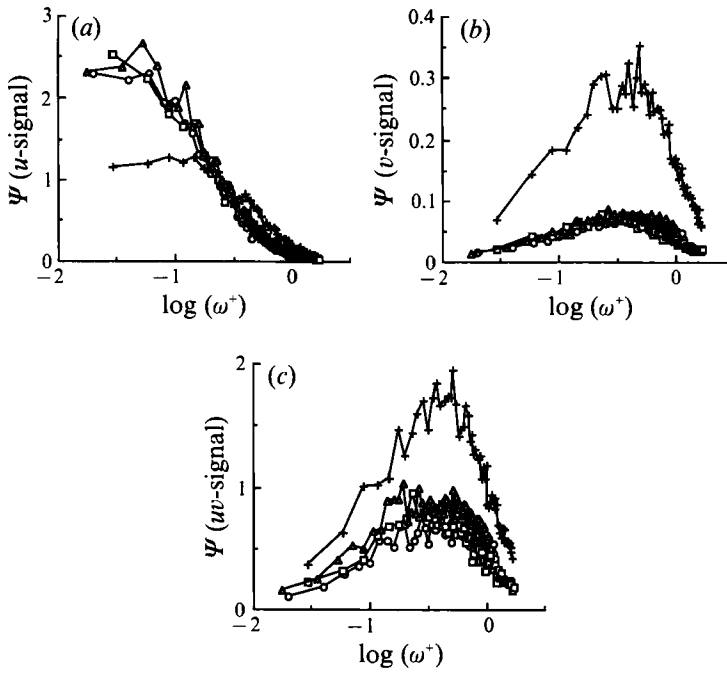 (a)
3
2
1
0
Ψ (u-signal)
−2
−1
0
log (ω⁺)
(b)
0.4
0.3
0.2
0.1
0
Ψ (v-signal)
−2
−1
0
log (ω⁺)
(c)
2
1
0
Ψ (uv-signal)
−2
−1
0
log (ω⁺)